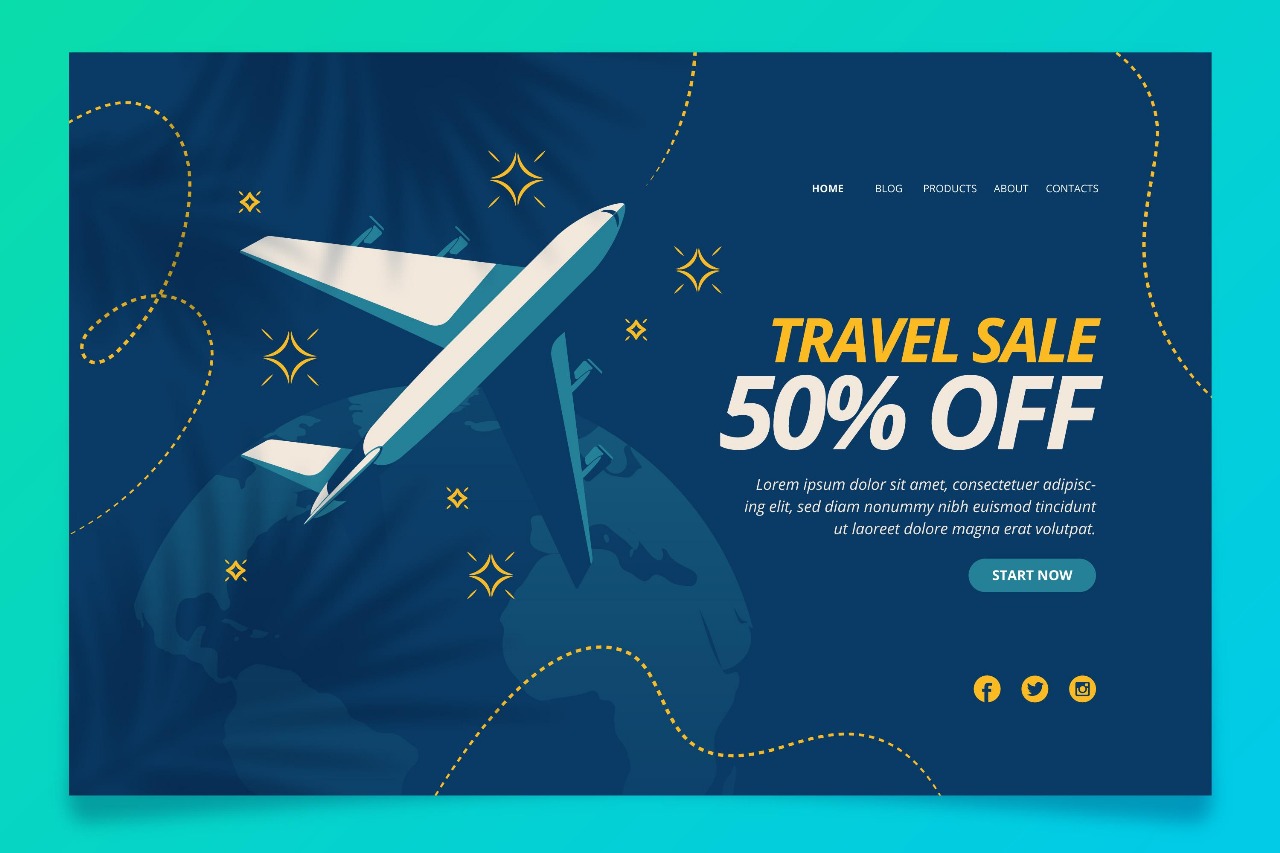 HOME BLOG PRODUCTS ABOUT CONTACTS
TRAVEL SALE
50% OFF
Lorem ipsum dolor sit amet, consectetuer adipisc-
ing elit, sed diam nonummy nibh euismod tincidunt
ut laoreet dolore magna erat volutpat.
START NOW